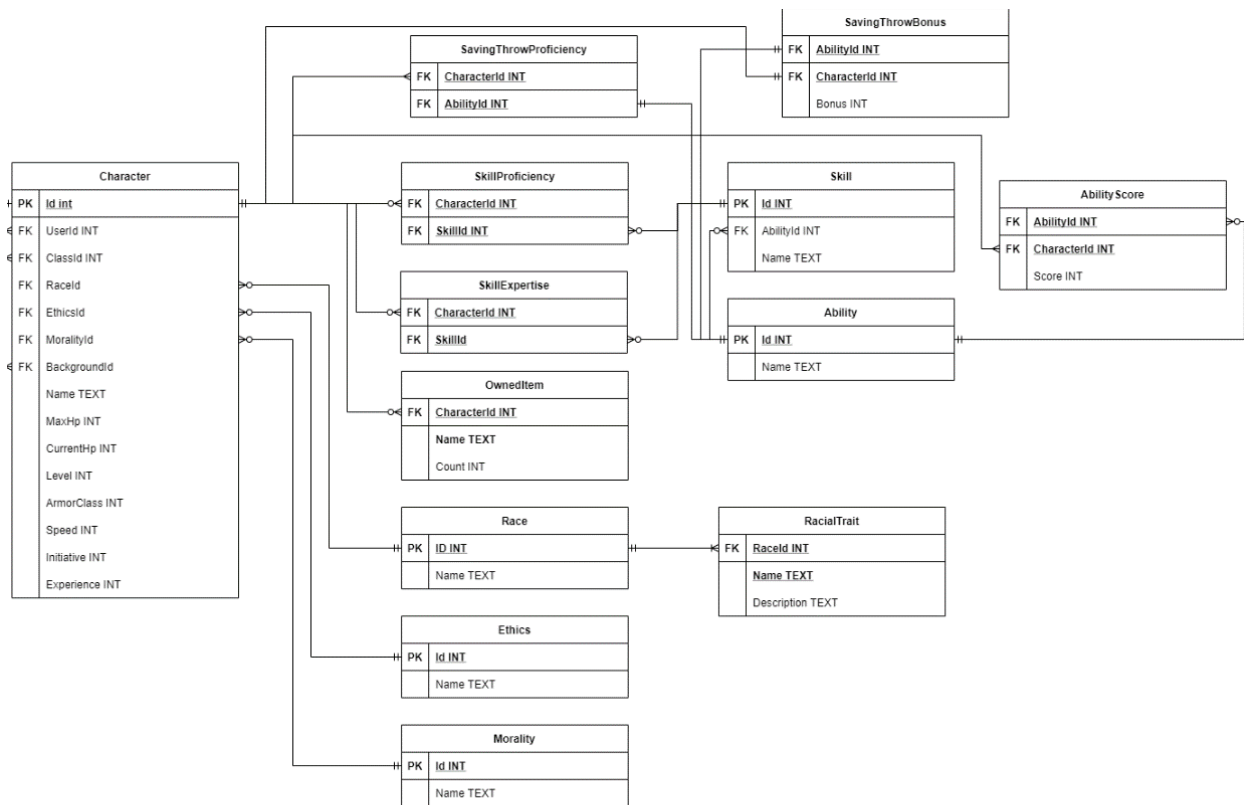 SavingThrowBonus
FK AbilityId INT
FK CharacterId INT
Bonus INT
SavingThrowProficiency
FK CharacterId INT
FK AbilityId INT
Character
PK Id int
FK UserId INT
FK ClassId INT
FK RaceId
FK EthicsId
FK MoralityId
FK BackgroundId
Name TEXT
MaxHp INT
CurrentHp INT
Level INT
ArmorClass INT
Speed INT
Initiative INT
Experience INT
SkillProficiency
FK CharacterId INT
FK SkillId INT
Skill
PK Id INT
FK AbilityId INT
Name TEXT
AbilityScore
FK AbilityId INT
FK CharacterId INT
Score INT
SkillExpertise
FK CharacterId INT
FK SkillId
Ability
PK Id INT
Name TEXT
OwnedItem
FK CharacterId INT
Name TEXT
Count INT
Race
PK ID INT
Name TEXT
RacialTrait
FK RaceId INT
Name TEXT
Description TEXT
Ethics
PK Id INT
Name TEXT
Morality
PK Id INT
Name TEXT